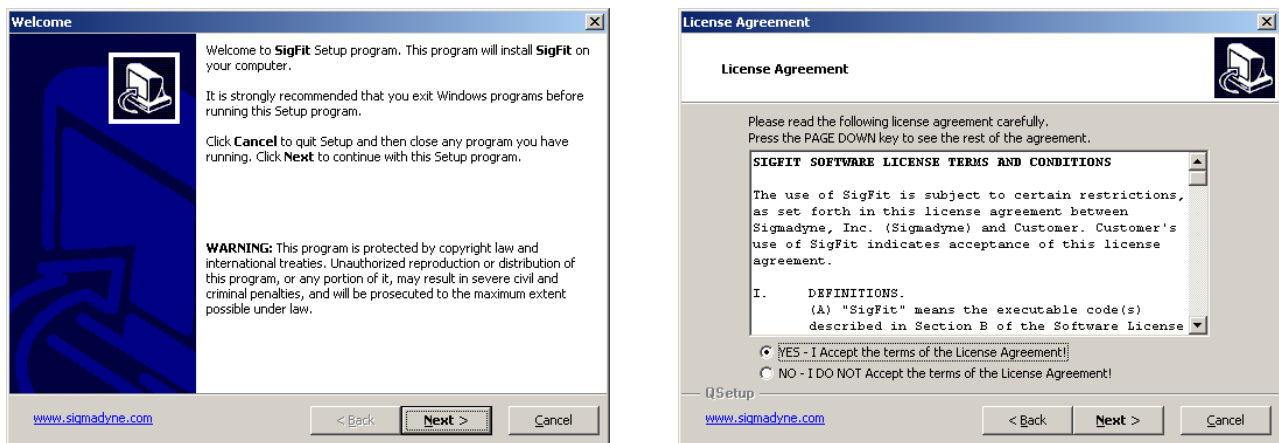 Welcome
Welcome to SigFit Setup program. This program will install SigFit on
your computer.
It is strongly recommended that you exit Windows programs before
running this Setup program.
Click Cancel to quit Setup and then close any program you have
running. Click Next to continue with this Setup program.
WARNING: This program is protected by copyright law and
international treaties. Unauthorized reproduction or distribution of
this program, or any portion of it, may result in severe civil and
criminal penalties, and will be prosecuted to the maximum extent
possible under law.
www.sigmadyne.com
< Back
Next >
Cancel
License Agreement
License Agreement
Please read the following license agreement carefully.
Press the PAGE DOWN key to see the rest of the agreement.
SIGFIT SOFTWARE LICENSE TERMS AND CONDITIONS
The use of SigFit is subject to certain restrictions,
as set forth in this license agreement between
Sigmadyne, Inc. (Sigmadyne) and Customer. Customer's
use of SigFit indicates acceptance of this license
agreement.
I. DEFINITIONS.
(A) "SigFit" means the executable code(s)
described in Section B of the Software License
YES - I Accept the terms of the License Agreement!
NO - I DO NOT Accept the terms of the License Agreement!
QSetup
www.sigmadyne.com
< Back
Next >
Cancel